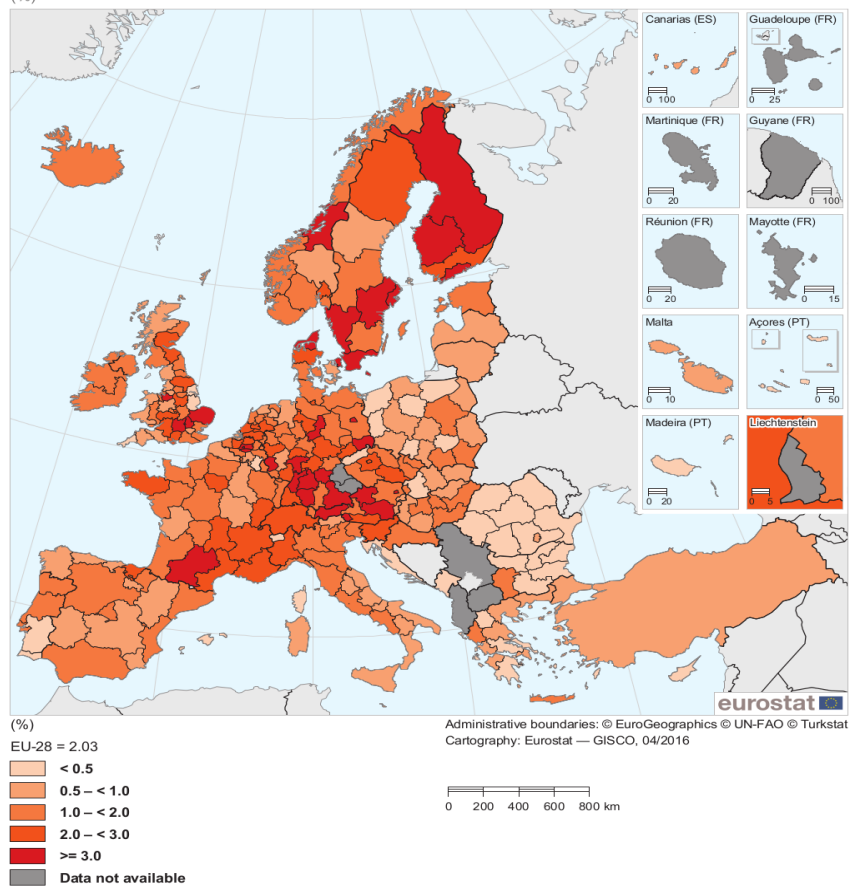 (%)
Canarias (ES)
0 100
Guadeloupe (FR)
0 25
Martinique (FR)
0 20
Guyane (FR)
0 100
Réunion (FR)
0 20
Mayotte (FR)
0 15
Malta
0 10
Açores (PT)
0 50
Madeira (PT)
0 20
Liechtenstein
0 5
eurostat
(%)
Administrative boundaries: © EuroGeographics © UN-FAO © Turkstat
Cartography: Eurostat — GISCO, 04/2016
EU-28 = 2.03
< 0.5
0.5 – < 1.0
1.0 – < 2.0
2.0 – < 3.0
>= 3.0
Data not available
0 200 400 600 800 km